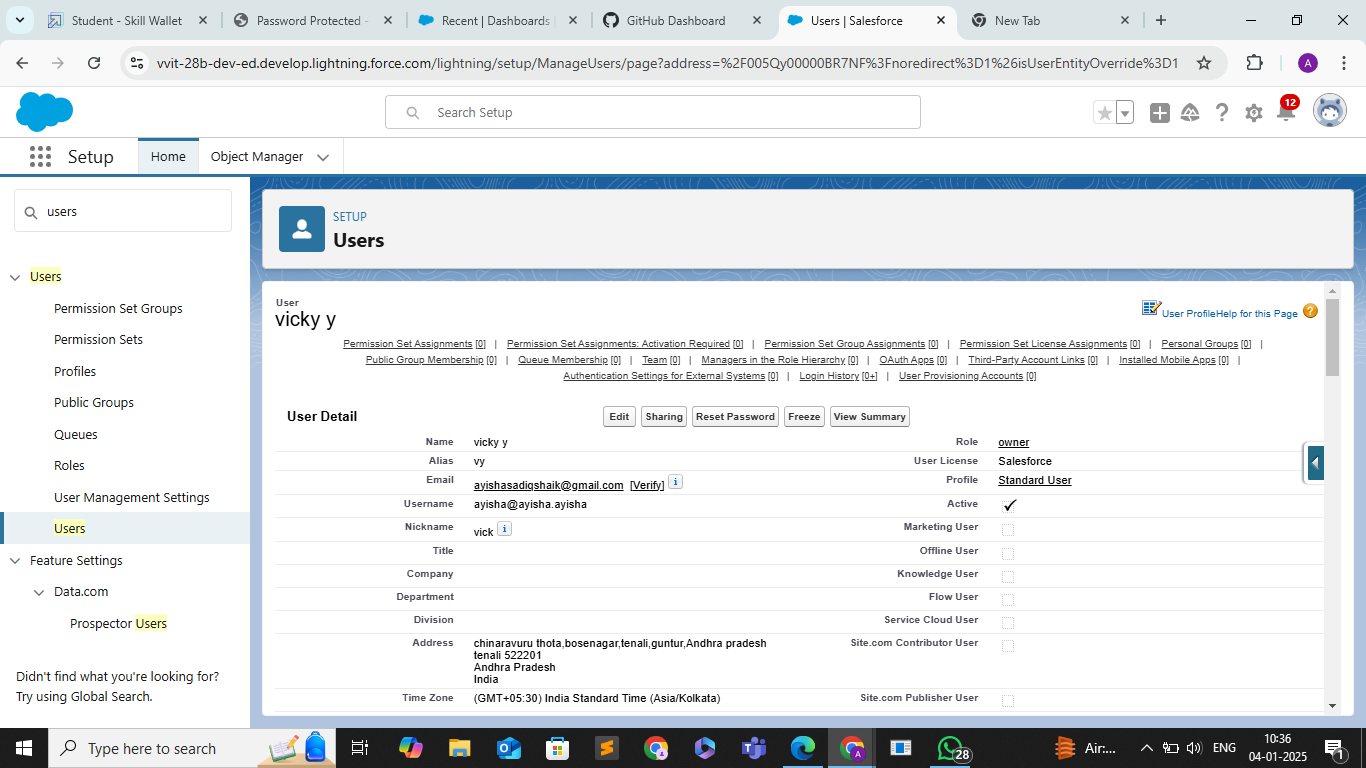 Student - Skill Wallet
Password Protected -
Recent | Dashboards
GitHub Dashboard
Users | Salesforce
New Tab
vvit-28b-dev-ed.develop.lightning.force.com/lightning/setup/ManageUsers/page?address=%2F005Qy00000BR7NF%3Fnoredirect%3D1%26isUserEntityOverride%3D1
A
Search Setup
12
Setup
Home
Object Manager
users
Users
Permission Set Groups
Permission Sets
Profiles
Public Groups
Queues
Roles
User Management Settings
Users
Feature Settings
Data.com
Prospector Users
Didn't find what you're looking for?
Try using Global Search.
SETUP
Users
User
vicky y
User Profile Help for this Page
Permission Set Assignments [0] | Permission Set Assignments: Activation Required [0] | Permission Set Group Assignments [0] | Permission Set License Assignments [0] | Personal Groups [0] |
Public Group Membership [0] | Queue Membership [0] | Team [0] | Managers in the Role Hierarchy [0] | OAuth Apps [0] | Third-Party Account Links [0] | Installed Mobile Apps [0] |
Authentication Settings for External Systems [0] | Login History [0+] | User Provisioning Accounts [0]
User Detail
Edit Sharing Reset Password Freeze View Summary
Name vicky y Role owner
Alias vy User License Salesforce
Email ayishasadiqshaik@gmail.com [Verify] i Profile Standard User
Username ayisha@ayisha.ayisha Active
Nickname vick i Marketing User
Title Offline User
Company Knowledge User
Department Flow User
Division Service Cloud User
Address chinaravuru thota,bosenagar,tenali,guntur,Andhra pradesh Site.com Contributor User
tenali 522201
Andhra Pradesh
India
Time Zone (GMT+05:30) India Standard Time (Asia/Kolkata) Site.com Publisher User
Type here to search
A
28
Air:...
ENG
10:36
04-01-2025
1